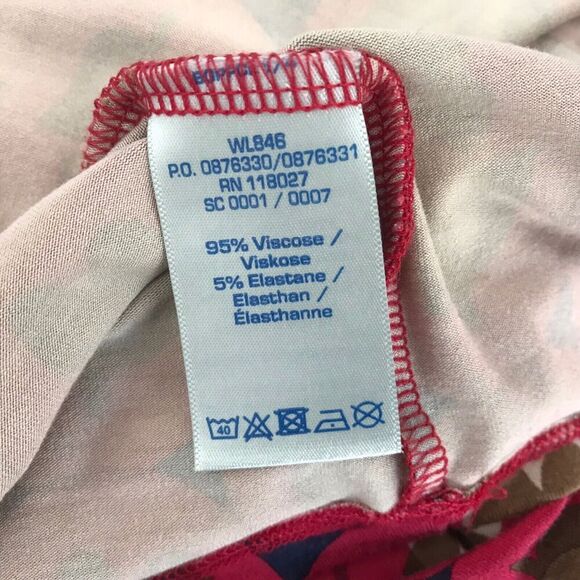 WL846
P.O. 0876330/0876331
RN 118027
SC 0001 / 0007
95% Viscose /
Viskose
5% Elastane /
Elasthan /
Élasthanne
40